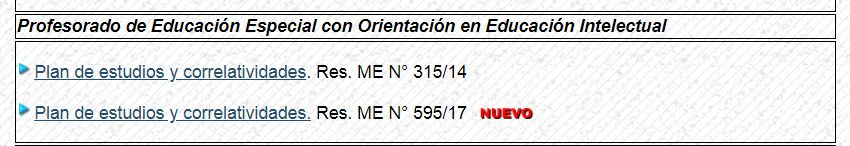 Profesorado de Educación Especial con Orientación en Educación Intelectual
Plan de estudios y correlatividades. Res. ME N° 315/14
Plan de estudios y correlatividades. Res. ME N° 595/17 NUEVO